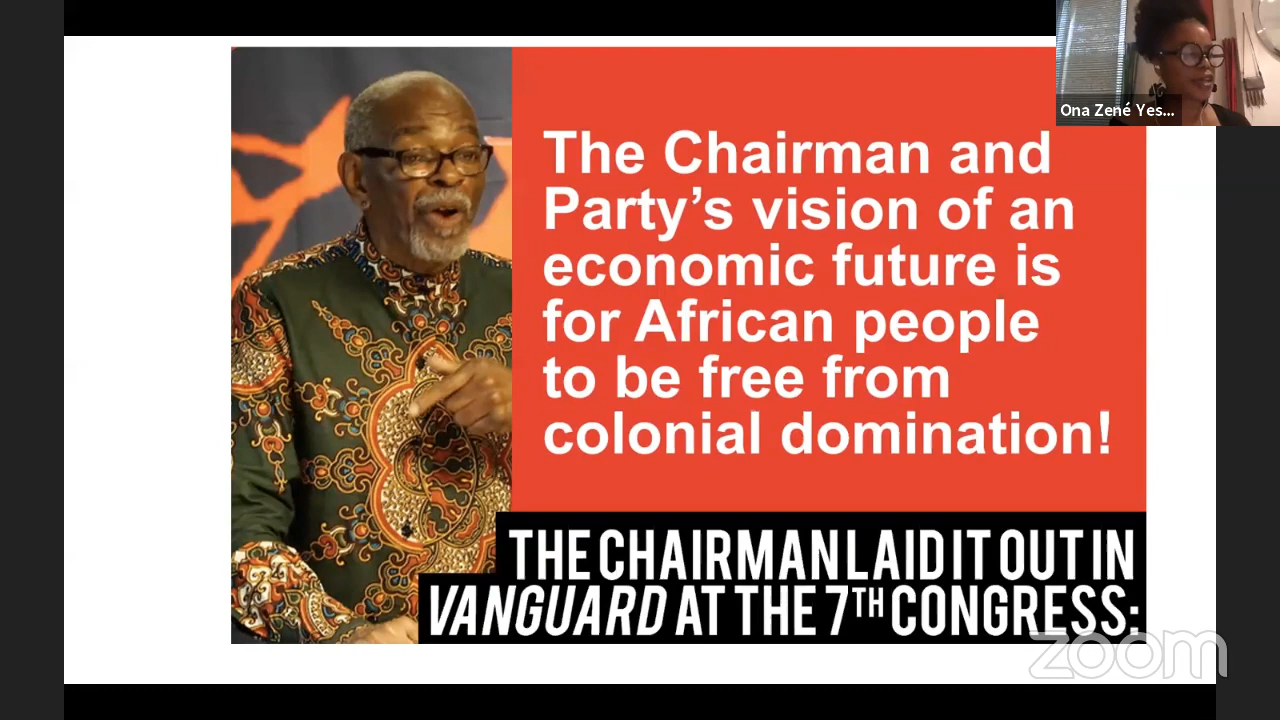 Ona Zené Yes...
The Chairman and
Party’s vision of an
economic future is
for African people
to be free from
colonial domination!
THE CHAIRMAN LAID IT OUT IN
VANGUARD AT THE 7TH CONGRESS:
zoom